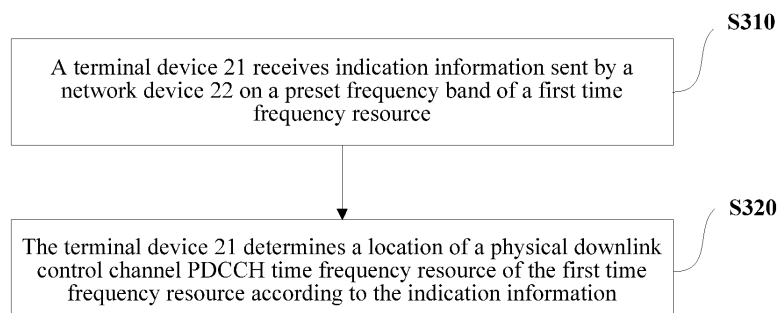 S310
A terminal device 21 receives indication information sent by a
network device 22 on a preset frequency band of a first time
frequency resource
S320
The terminal device 21 determines a location of a physical downlink
control channel PDCCH time frequency resource of the first time
frequency resource according to the indication information